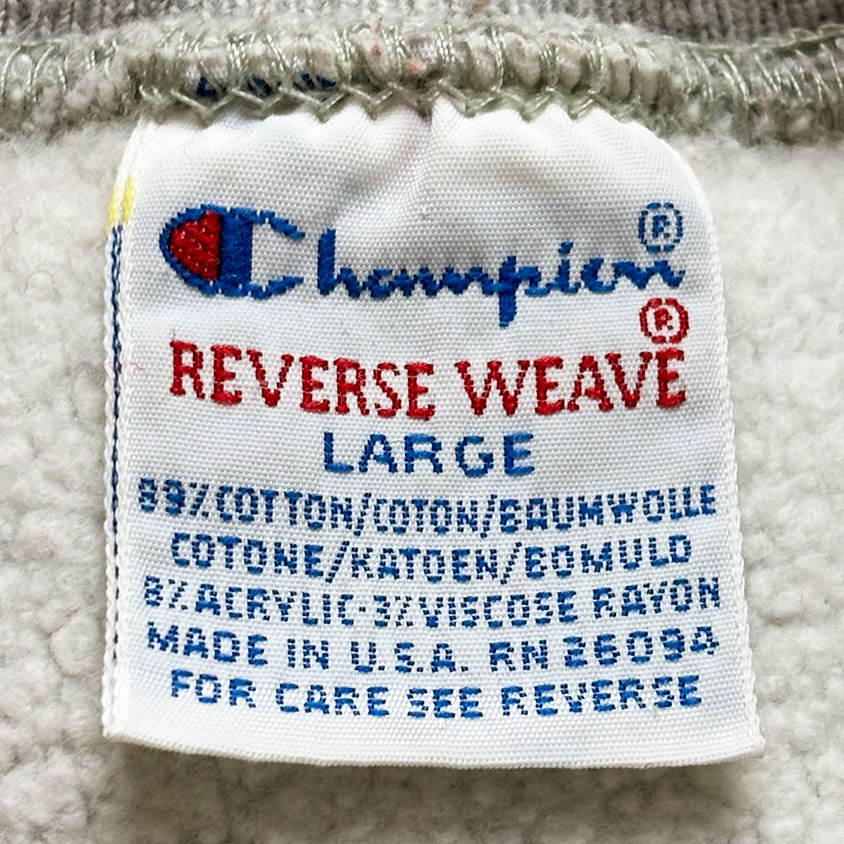 Champion®
REVERSE WEAVE®
LARGE
89% COTTON/COTON/BAUMWOLLE
COTONE/KATOEN/BOMULD
8% ACRYLIC-3% VISCOSE RAYON
MADE IN U.S.A. RN 26094
FOR CARE SEE REVERSE